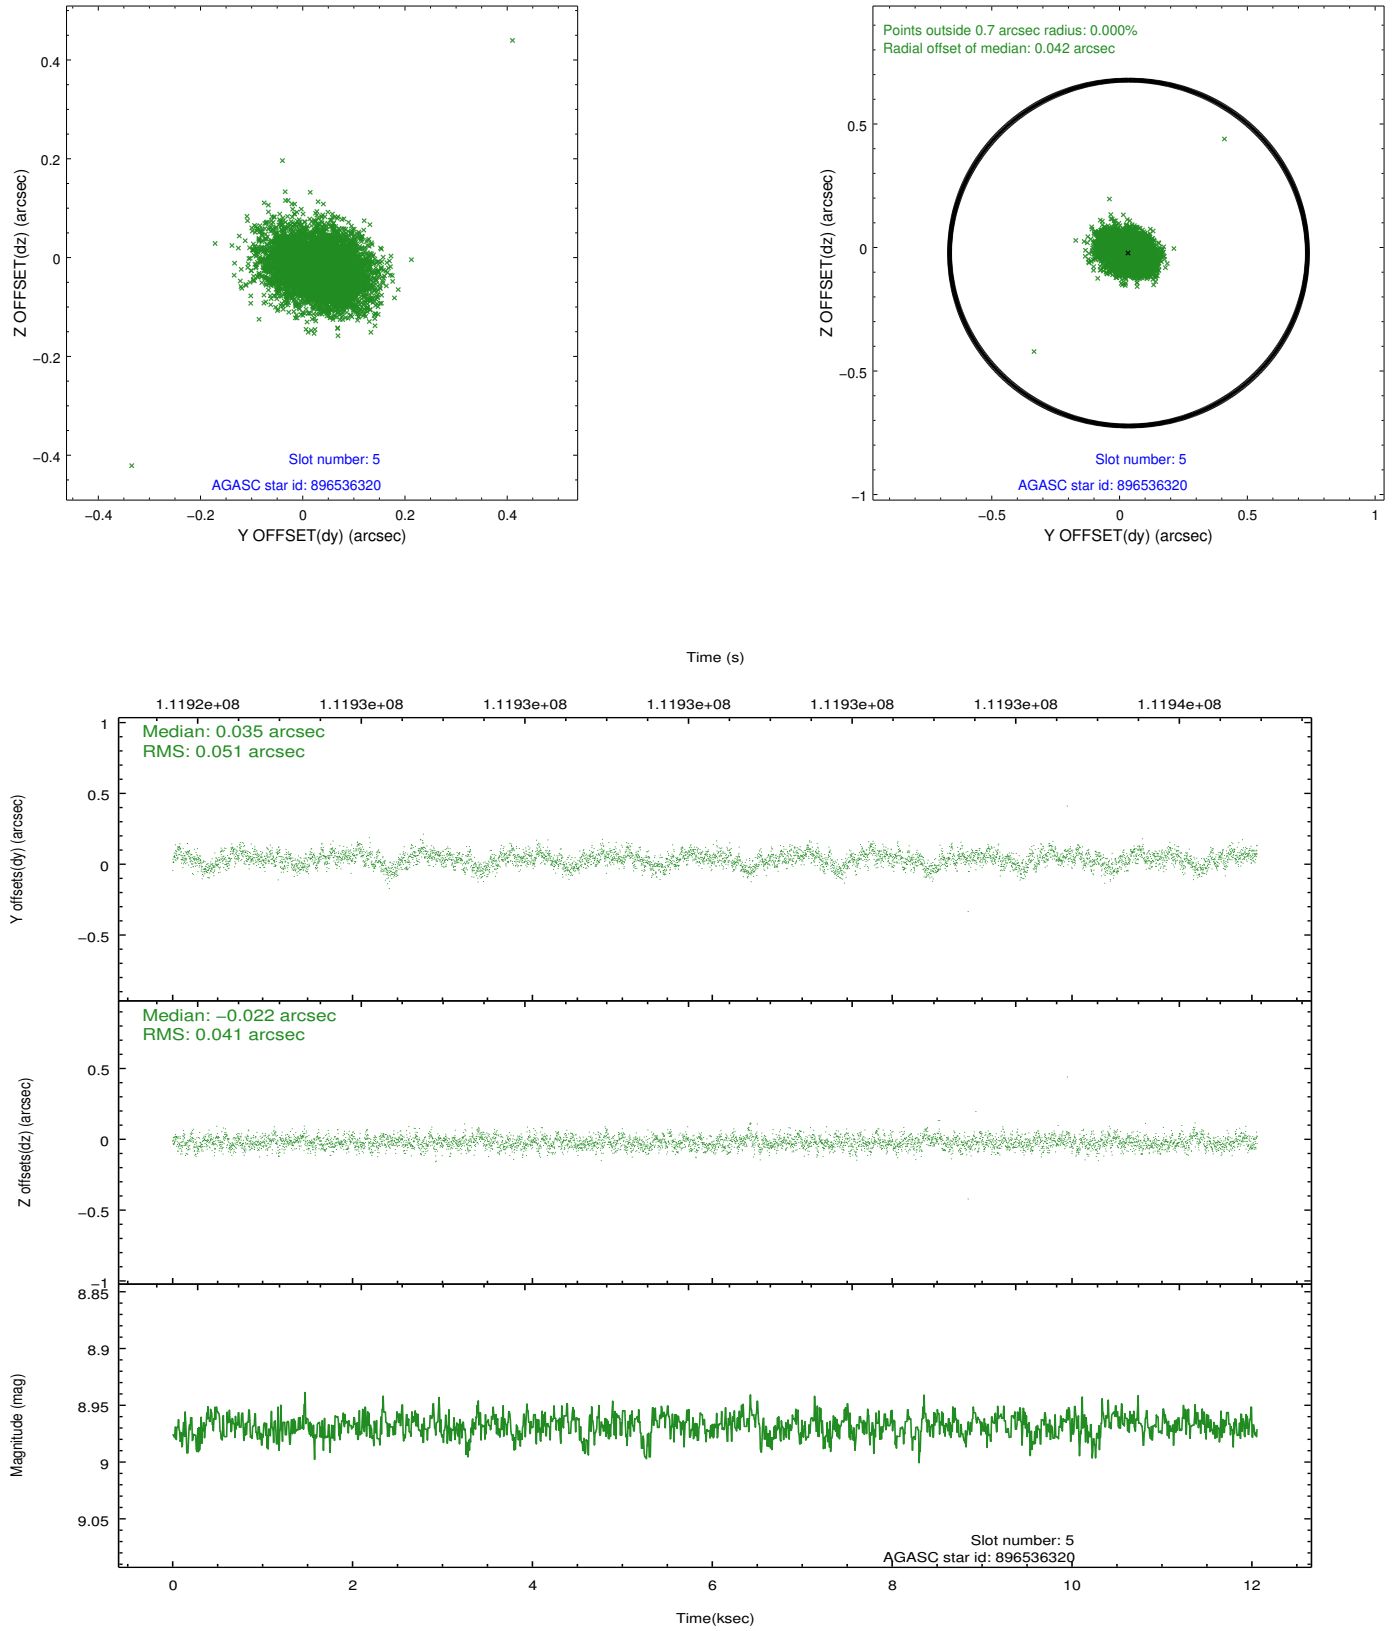 0.4
0.2
0
−0.2
−0.4
Z OFFSET(dz) (arcsec)
Slot number: 5
AGASC star id: 896536320
−0.4
−0.2
0
0.2
0.4
Y OFFSET(dy) (arcsec)
Points outside 0.7 arcsec radius: 0.000%
Radial offset of median: 0.042 arcsec
0.5
0
−0.5
−1
Z OFFSET(dz) (arcsec)
Slot number: 5
AGASC star id: 896536320
−0.5
0
0.5
1
Y OFFSET(dy) (arcsec)
Time (s)
1.1192e+08
1.1193e+08
1.1193e+08
1.1193e+08
1.1193e+08
1.1193e+08
1.1194e+08
Median: 0.035 arcsec
RMS: 0.051 arcsec
1
0.5
0
−0.5
Y offsets(dy) (arcsec)
Median: −0.022 arcsec
RMS: 0.041 arcsec
0.5
0
−0.5
−1
Z offsets(dz) (arcsec)
8.85
8.9
8.95
9
9.05
Magnitude (mag)
Slot number: 5
AGASC star id: 896536320
0
2
4
6
8
10
12
Time(ksec)